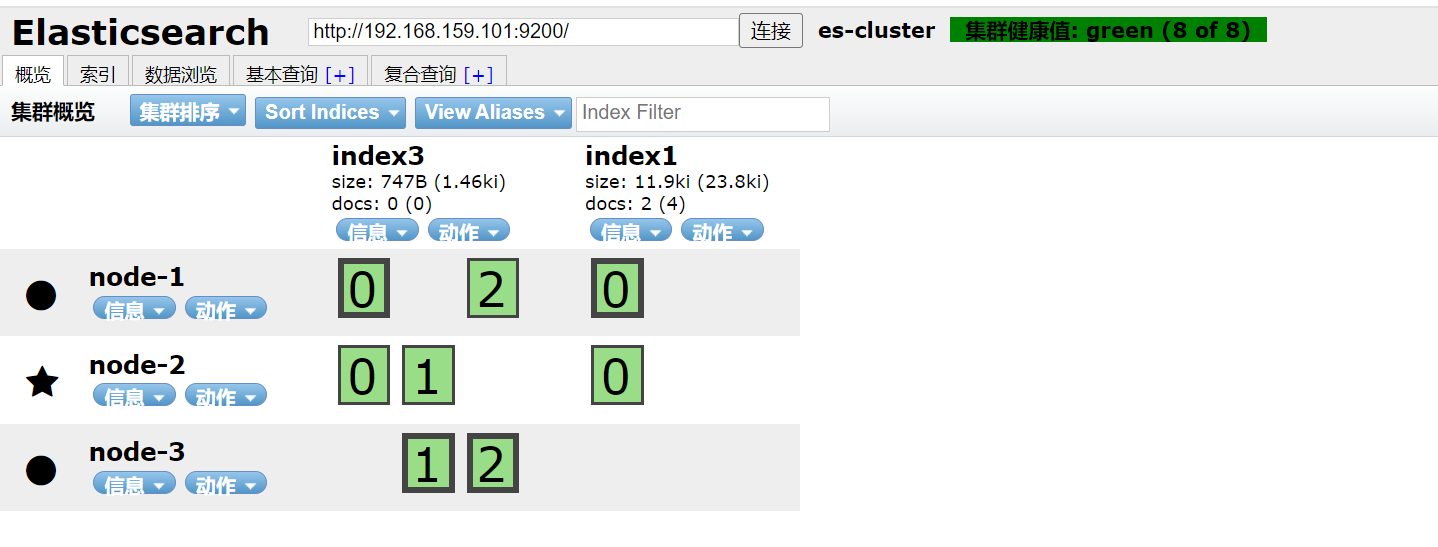 Elasticsearch http://192.168.159.101:9200/ 连接 es-cluster 集群健康值: green (8 of 8)
概览 索引 数据浏览 基本查询 [+] 复合查询 [+]
集群概览 集群排序 Sort Indices View Aliases Index Filter
index3 index1
size: 747B (1.46ki) size: 11.9ki (23.8ki)
docs: 0 (0) docs: 2 (4)
信息 动作 信息 动作
node-1 0 2 0
信息 动作
node-2 0 1 0
信息 动作
node-3 1 2
信息 动作